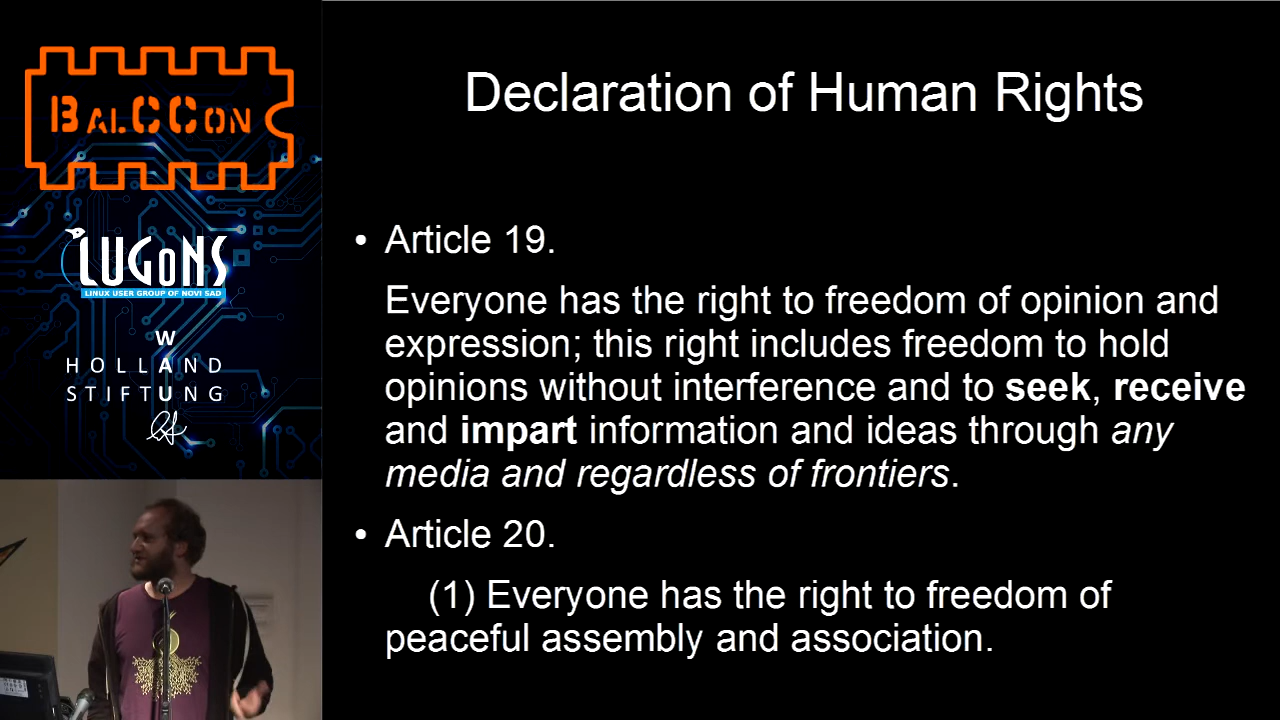 BALCCON
LUGONS
LINUX USER GROUP OF NOVI SAD
W
HOLLAND
STIFTUNG
Declaration of Human Rights
• Article 19.
Everyone has the right to freedom of opinion and
expression; this right includes freedom to hold
opinions without interference and to seek, receive
and impart information and ideas through any
media and regardless of frontiers.
• Article 20.
(1) Everyone has the right to freedom of
peaceful assembly and association.